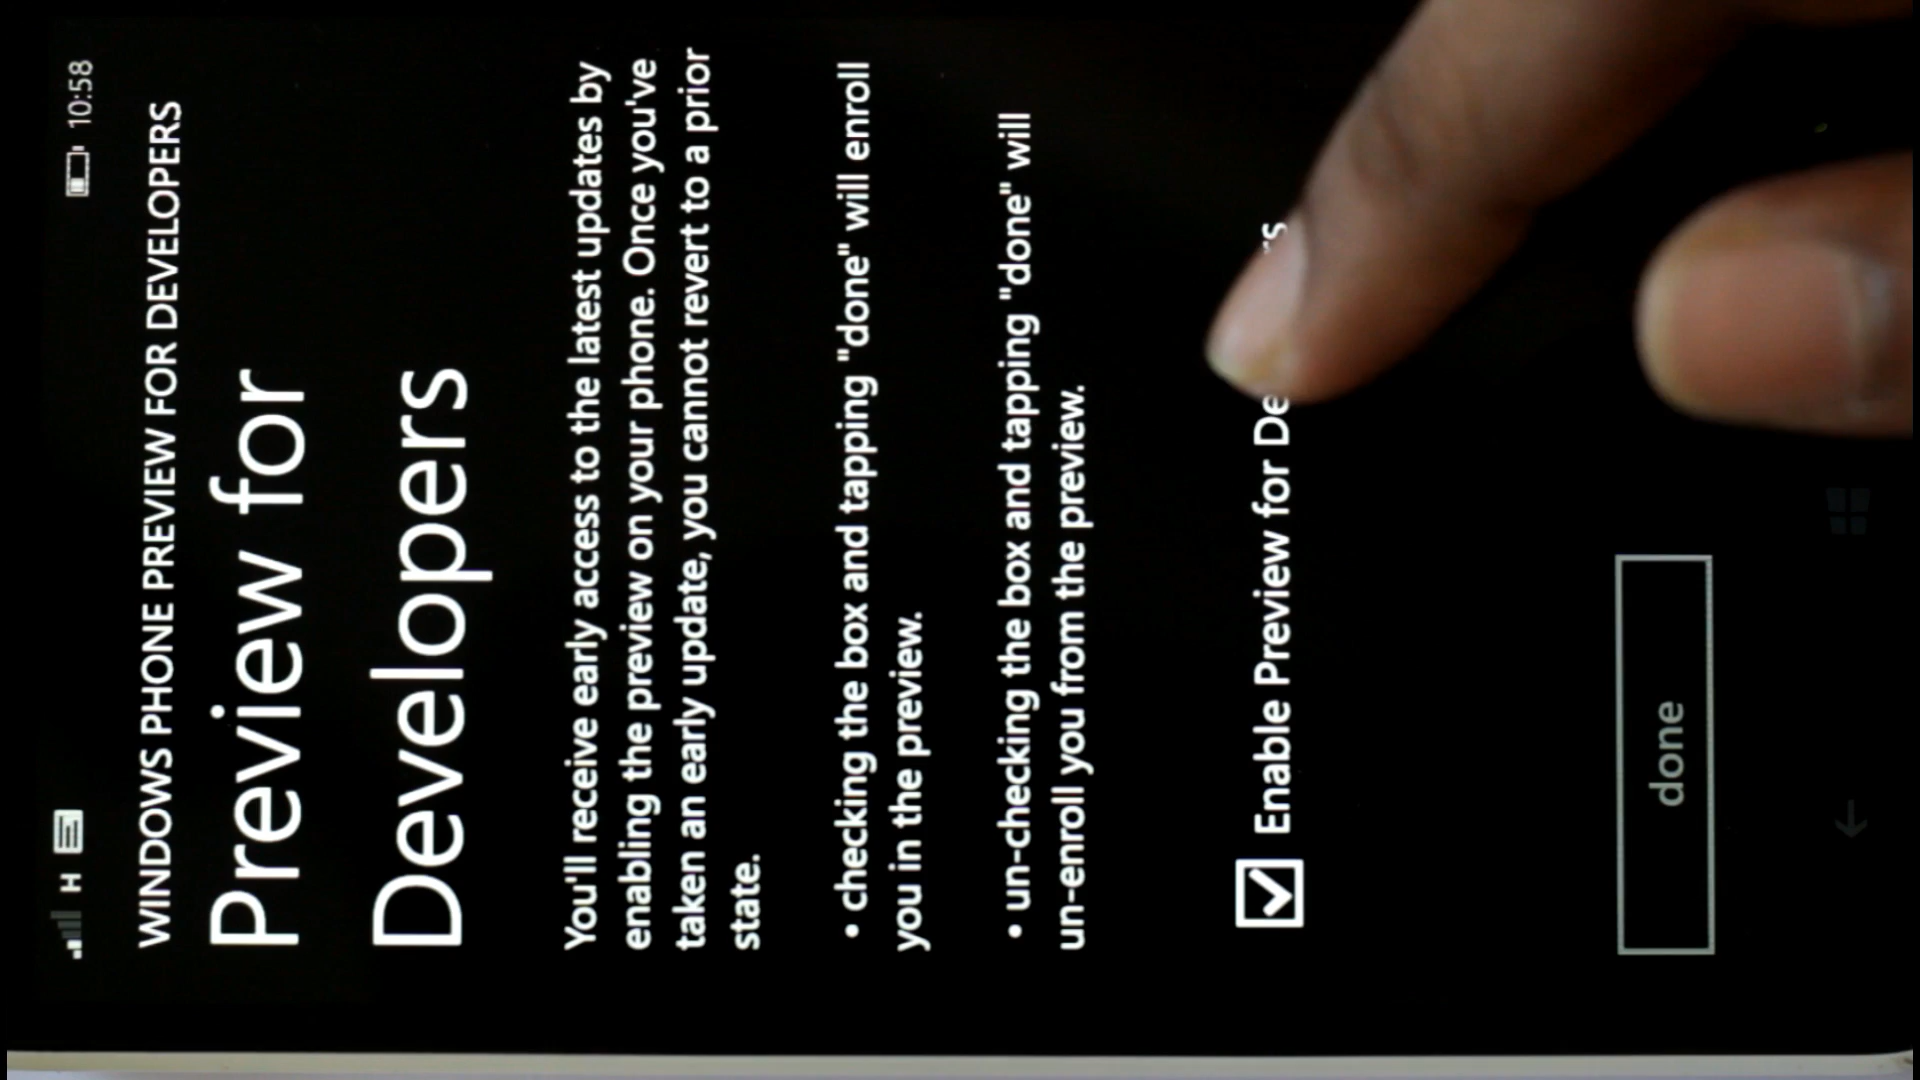 H 10:58
WINDOWS PHONE PREVIEW FOR DEVELOPERS
Preview for
Developers
You'll receive early access to the latest updates by
enabling the preview on your phone. Once you've
taken an early update, you cannot revert to a prior
state.
• checking the box and tapping "done" will enroll
you in the preview.
• un-checking the box and tapping "done" will
un-enroll you from the preview.
Enable Preview for
done